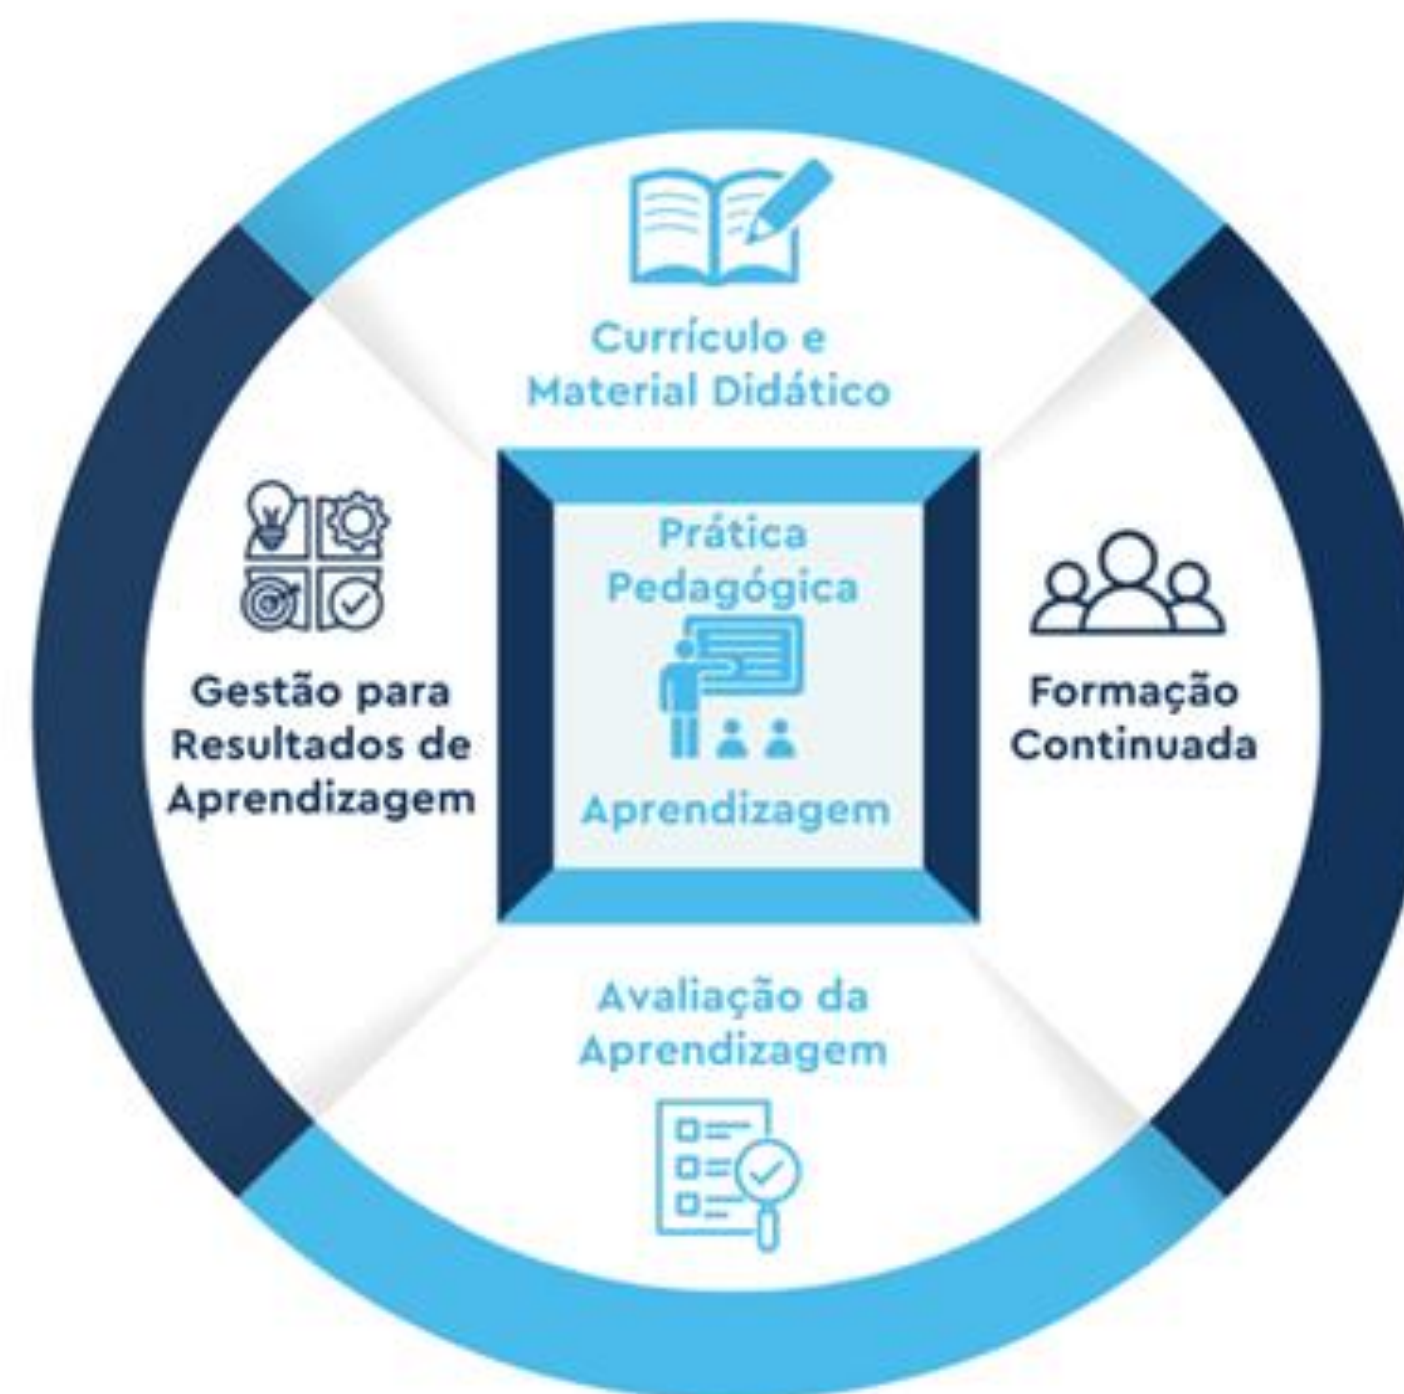 Currículo e
Material Didático
Gestão para
Resultados de
Aprendizagem
Prática
Pedagógica
Aprendizagem
Formação
Continuada
Avaliação da
Aprendizagem